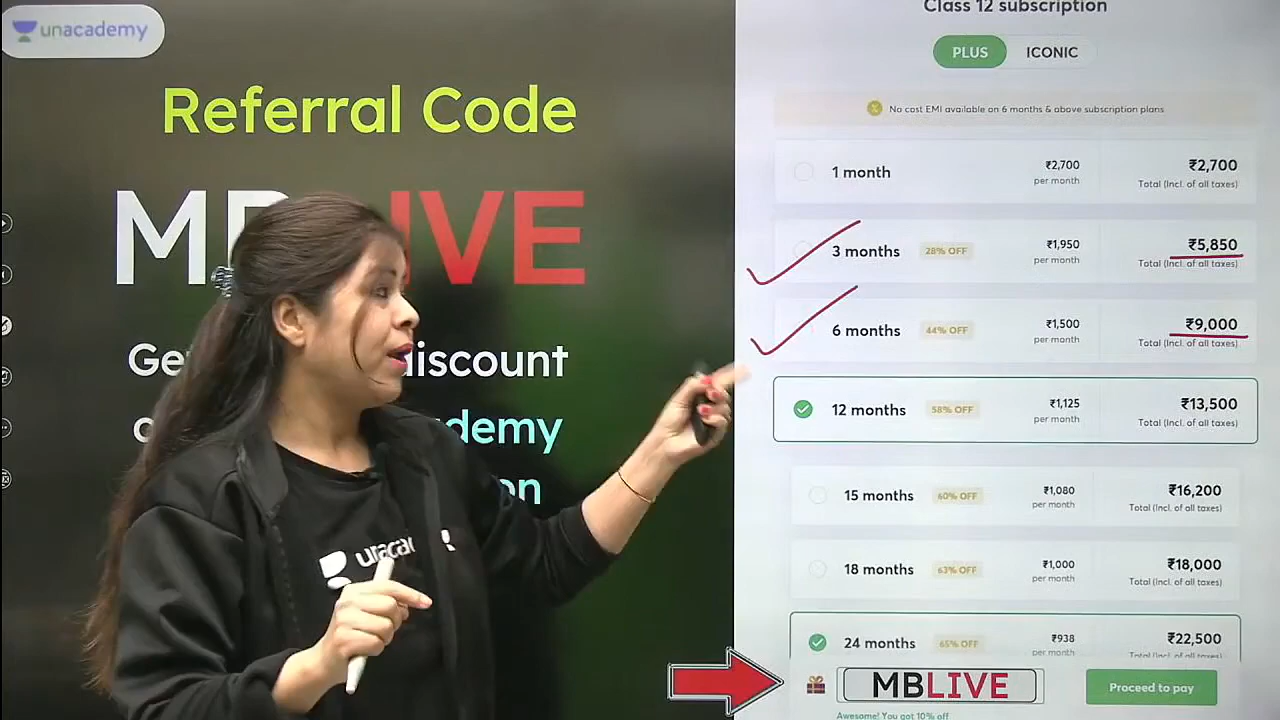 unacademy
Referral Code
MB LIVE
Ge discount
demy
on
unaca
Class 12 subscription
PLUS ICONIC
No cost EMI available on 6 months & above subscription plans
1 month ₹2,700 per month ₹2,700 Total (Incl. of all taxes)
3 months 28% OFF ₹1,950 per month ₹5,850 Total (Incl. of all taxes)
6 months 44% OFF ₹1,500 per month ₹9,000 Total (Incl. of all taxes)
12 months 58% OFF ₹1,125 per month ₹13,500 Total (Incl. of all taxes)
15 months 60% OFF ₹1,080 per month ₹16,200 Total (Incl. of all taxes)
18 months 63% OFF ₹1,000 per month ₹18,000 Total (Incl. of all taxes)
24 months 65% OFF ₹938 per month ₹22,500 Total (Incl. of all taxes)
MBLIVE Proceed to pay
Awesome! You got 10% off